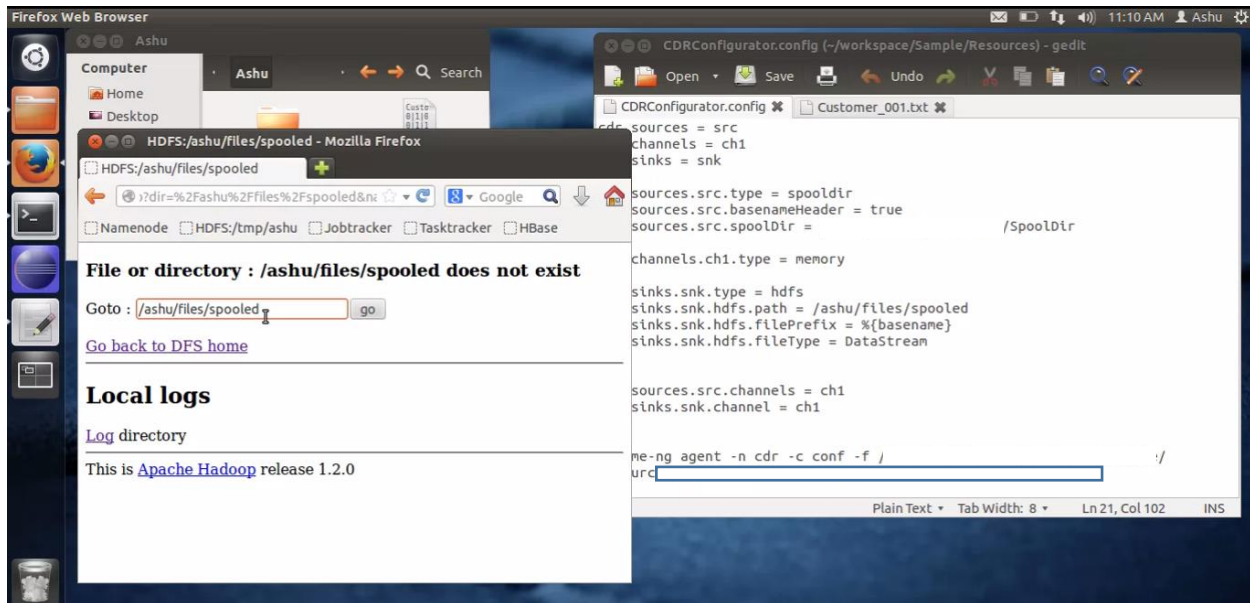 Firefox Web Browser
11:10 AM Ashu
Ashu
Computer
Ashu
Search
Home
Desktop
HDFS:/ashu/files/spooled - Mozilla Firefox
HDFS:/ashu/files/spooled
?dir=%2Fashu%2Ffiles%2Fspooled&na
Google
Namenode HDFS:/tmp/ashu Jobtracker Tasktracker HBase
File or directory : /ashu/files/spooled does not exist
Goto : /ashu/files/spooled go
Go back to DFS home
Local logs
Log directory
This is Apache Hadoop release 1.2.0
CDRConfigurator.config (~/workspace/Sample/Resources) - gedit
Open Save Undo
CDRConfigurator.config Customer_001.txt
cdr.sources = src
channels = ch1
sinks = snk
sources.src.type = spooldir
sources.src.basenameHeader = true
sources.src.spoolDir = /SpoolDir
channels.ch1.type = memory
sinks.snk.type = hdfs
sinks.snk.hdfs.path = /ashu/files/spooled
sinks.snk.hdfs.filePrefix = %{basename}
sinks.snk.hdfs.fileType = DataStream
sources.src.channels = ch1
sinks.snk.channel = ch1
me-ng agent -n cdr -c conf -f /
urc
Plain Text Tab Width: 8 Ln 21, Col 102 INS